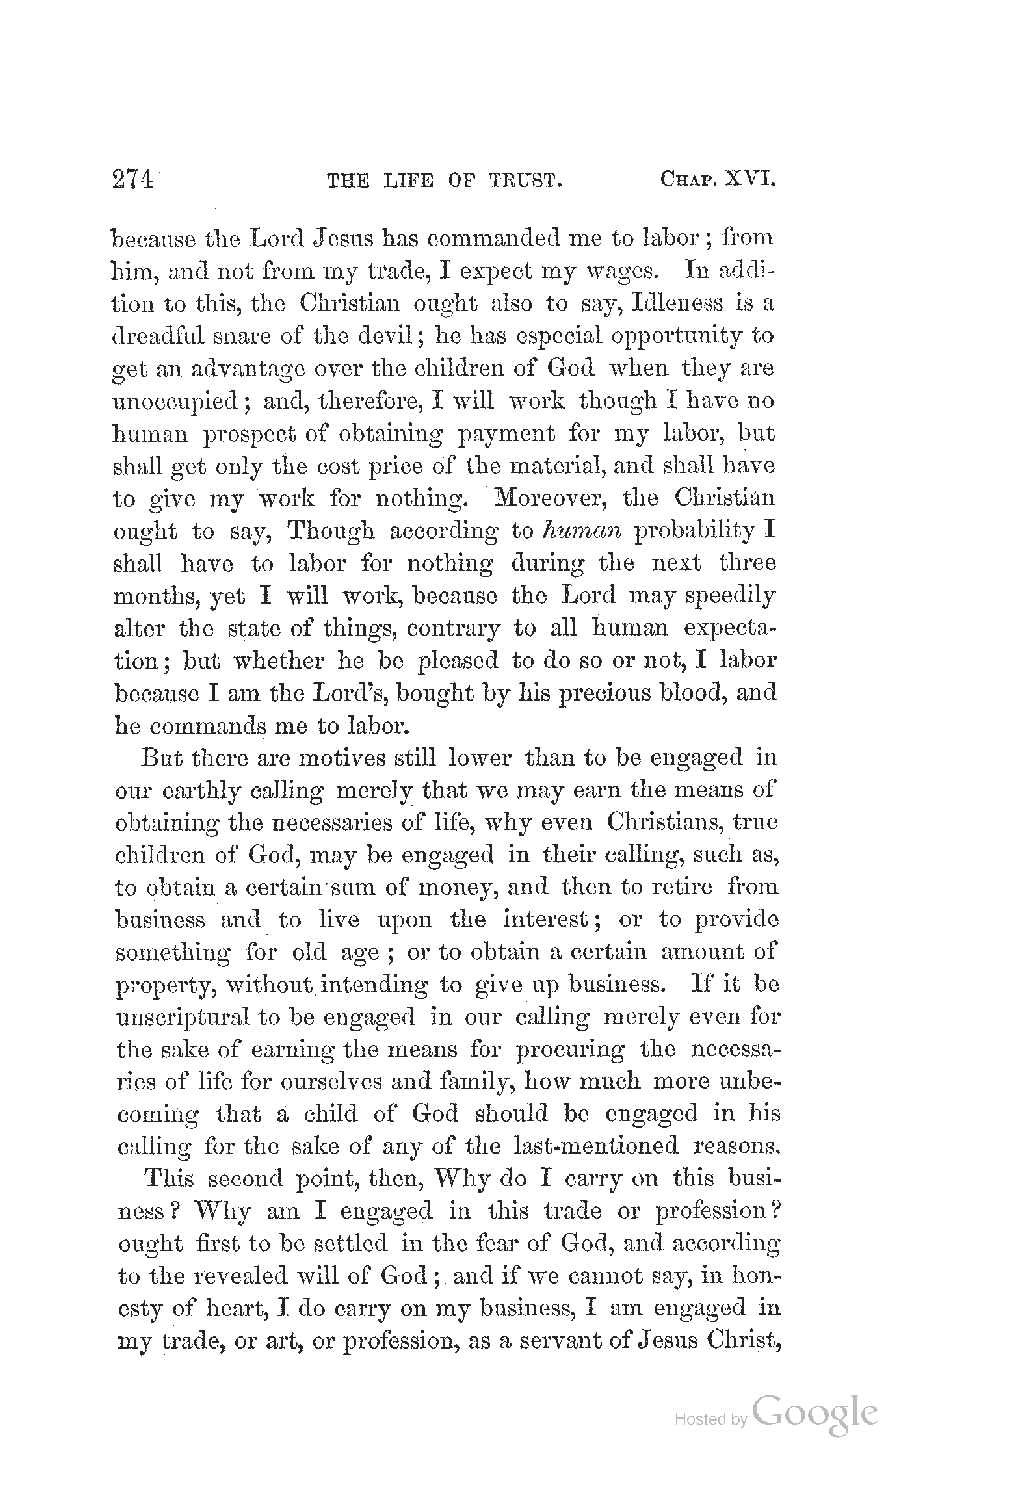 274 THE LIFE OF TRUST. CHAP. XVI.
because the Lord Jesus has commanded me to labor; from
him, and not from my trade, I expect my wages. In addi-
tion to this, the Christian ought also to say, Idleness is a
dreadful snare of the devil; he has especial opportunity to
get an advantage over the children of God when they are
unoccupied; and, therefore, I will work though I have no
human prospect of obtaining payment for my labor, but
shall get only the cost price of the material, and shall have
to give my work for nothing. Moreover, the Christian
ought to say, Though according to human probability I
shall have to labor for nothing during the next three
months, yet I will work, because the Lord may speedily
alter the state of things, contrary to all human expecta-
tion; but whether he be pleased to do so or not, I labor
because I am the Lord's, bought by his precious blood, and
he commands me to labor.
But there are motives still lower than to be engaged in
our earthly calling merely that we may earn the means of
obtaining the necessaries of life, why even Christians, true
children of God, may be engaged in their calling, such as,
to obtain a certain sum of money, and then to retire from
business and to live upon the interest; or to provide
something for old age; or to obtain a certain amount of
property, without intending to give up business. If it be
unscriptural to be engaged in our calling merely even for
the sake of earning the means for procuring the necessa-
ries of life for ourselves and family, how much more unbe-
coming that a child of God should be engaged in his
calling for the sake of any of the last-mentioned reasons.
This second point, then, Why do I carry on this busi-
ness? Why am I engaged in this trade or profession?
ought first to be settled in the fear of God, and according
to the revealed will of God; and if we cannot say, in hon-
esty of heart, I do carry on my business, I am engaged in
my trade, or art, or profession, as a servant of Jesus Christ,
Hosted by Google